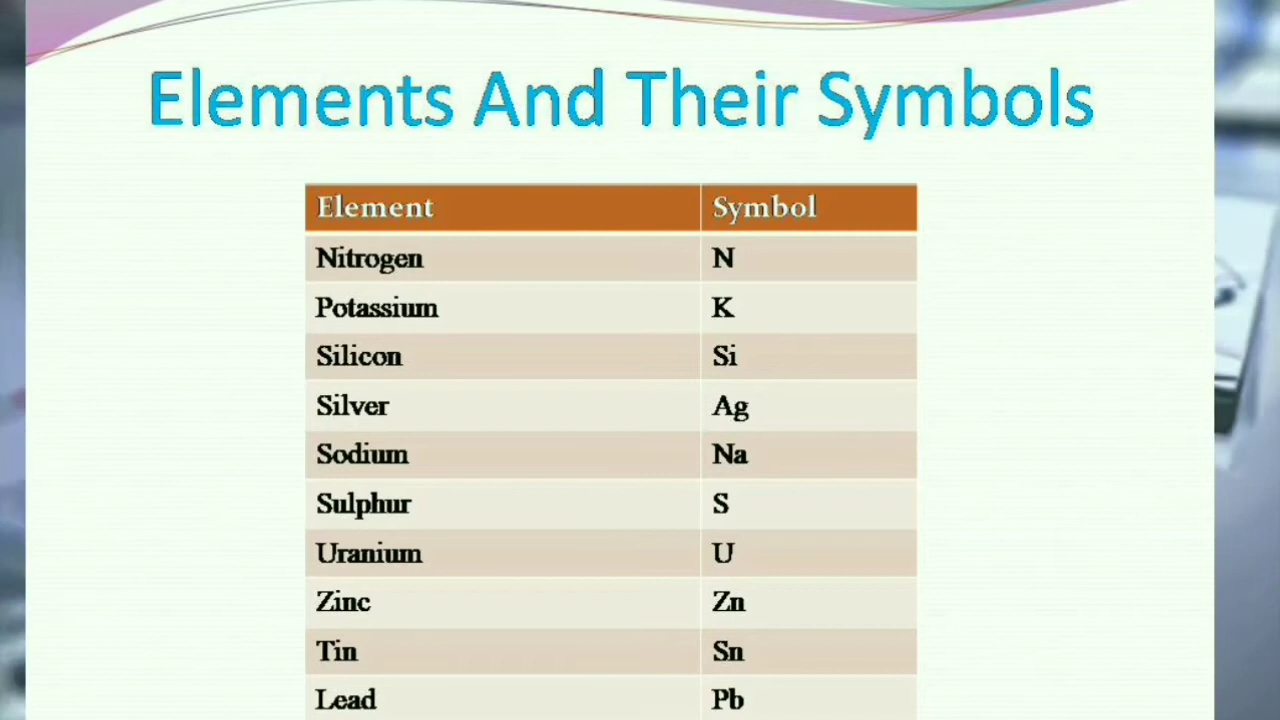 Elements And Their Symbols
Element Symbol
Nitrogen N
Potassium K
Silicon Si
Silver Ag
Sodium Na
Sulphur S
Uranium U
Zinc Zn
Tin Sn
Lead Pb